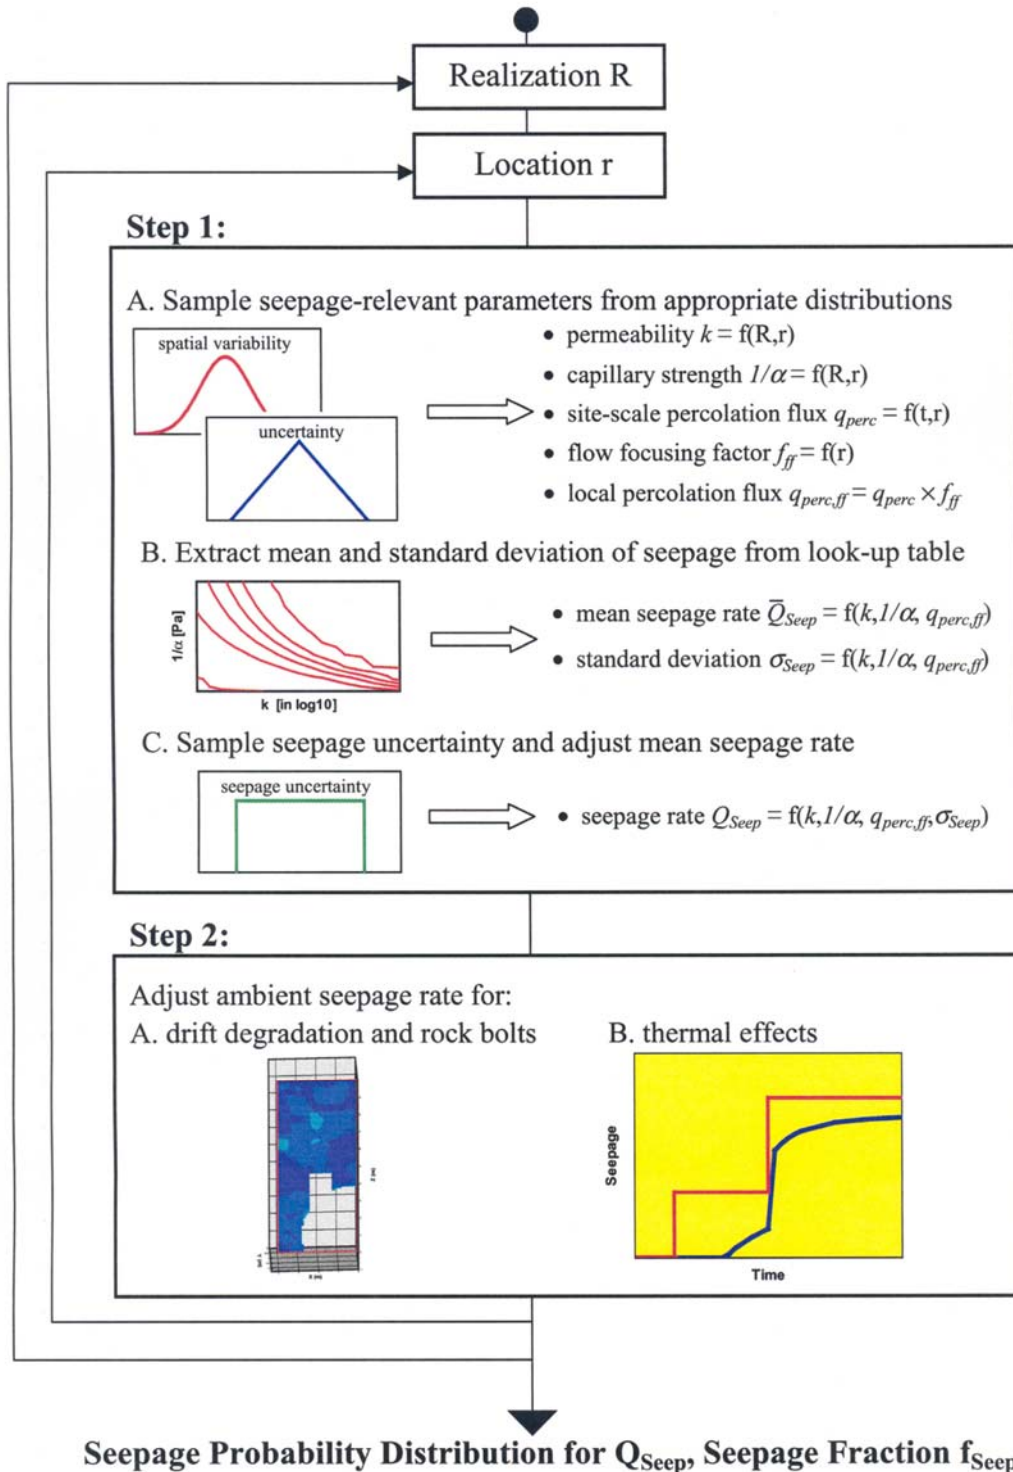 Realization R
Location r
Step 1:
A. Sample seepage-relevant parameters from appropriate distributions
spatial variability
uncertainty
• permeability k = f(R,r)
• capillary strength 1/α = f(R,r)
• site-scale percolation flux q_perc = f(t,r)
• flow focusing factor f_ff = f(r)
• local percolation flux q_perc,ff = q_perc × f_ff
B. Extract mean and standard deviation of seepage from look-up table
1/α [Pa]
k [in log10]
• mean seepage rate Q̅_Seep = f(k,1/α, q_perc,ff)
• standard deviation σ_Seep = f(k,1/α, q_perc,ff)
C. Sample seepage uncertainty and adjust mean seepage rate
seepage uncertainty
• seepage rate Q_Seep = f(k,1/α, q_perc,ff,σ_Seep)
Step 2:
Adjust ambient seepage rate for:
A. drift degradation and rock bolts
B. thermal effects
Seepage
Time
Seepage Probability Distribution for Q_Seep, Seepage Fraction f_Seep